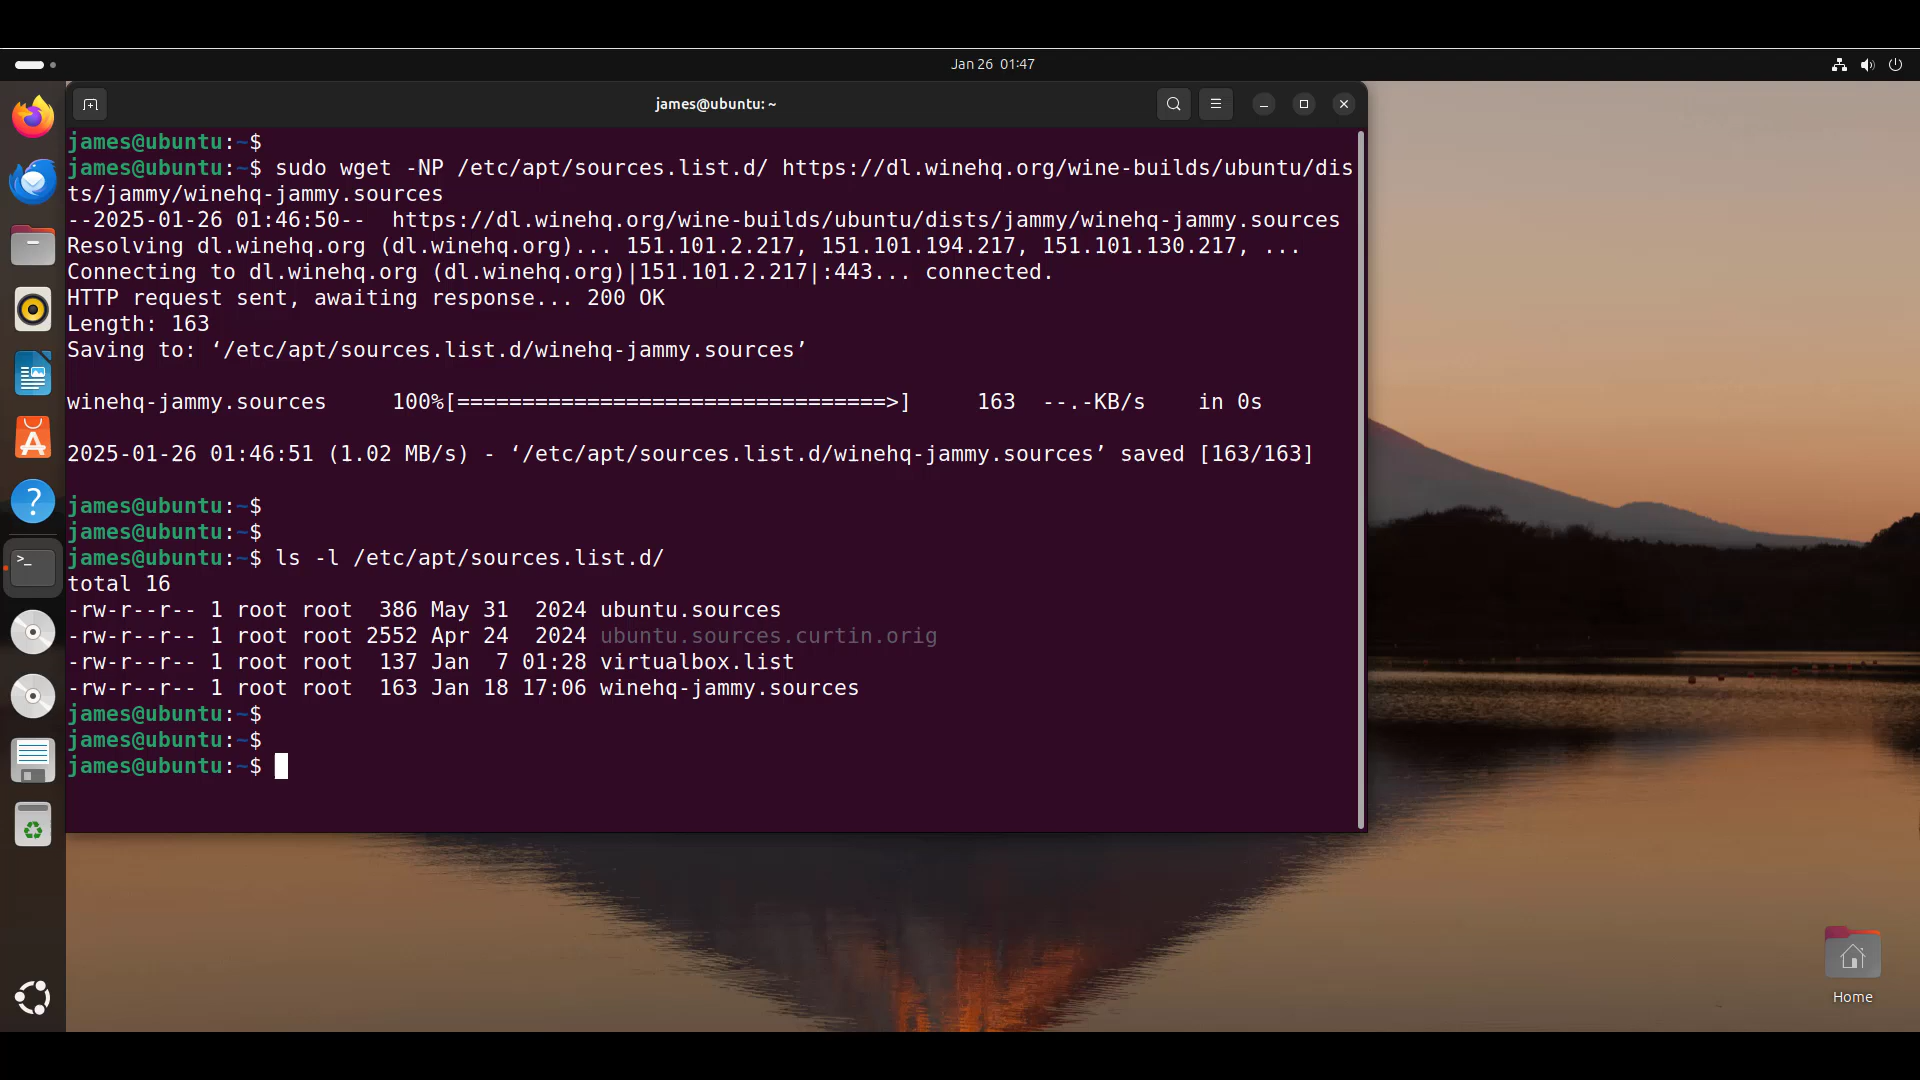 Jan 26 01:47
james@ubuntu: ~
james@ubuntu:~$
james@ubuntu:~$ sudo wget -NP /etc/apt/sources.list.d/ https://dl.winehq.org/wine-builds/ubuntu/dis
ts/jammy/winehq-jammy.sources
--2025-01-26 01:46:50--  https://dl.winehq.org/wine-builds/ubuntu/dists/jammy/winehq-jammy.sources
Resolving dl.winehq.org (dl.winehq.org)... 151.101.2.217, 151.101.194.217, 151.101.130.217, ...
Connecting to dl.winehq.org (dl.winehq.org)|151.101.2.217|:443... connected.
HTTP request sent, awaiting response... 200 OK
Length: 163
Saving to: ‘/etc/apt/sources.list.d/winehq-jammy.sources’
winehq-jammy.sources     100%[=================================>]     163  --.-KB/s    in 0s
2025-01-26 01:46:51 (1.02 MB/s) - ‘/etc/apt/sources.list.d/winehq-jammy.sources’ saved [163/163]
james@ubuntu:~$
james@ubuntu:~$
james@ubuntu:~$ ls -l /etc/apt/sources.list.d/
total 16
-rw-r--r-- 1 root root  386 May 31  2024 ubuntu.sources
-rw-r--r-- 1 root root 2552 Apr 24  2024 ubuntu.sources.curtin.orig
-rw-r--r-- 1 root root  137 Jan  7 01:28 virtualbox.list
-rw-r--r-- 1 root root  163 Jan 18 17:06 winehq-jammy.sources
james@ubuntu:~$
james@ubuntu:~$
james@ubuntu:~$
Home